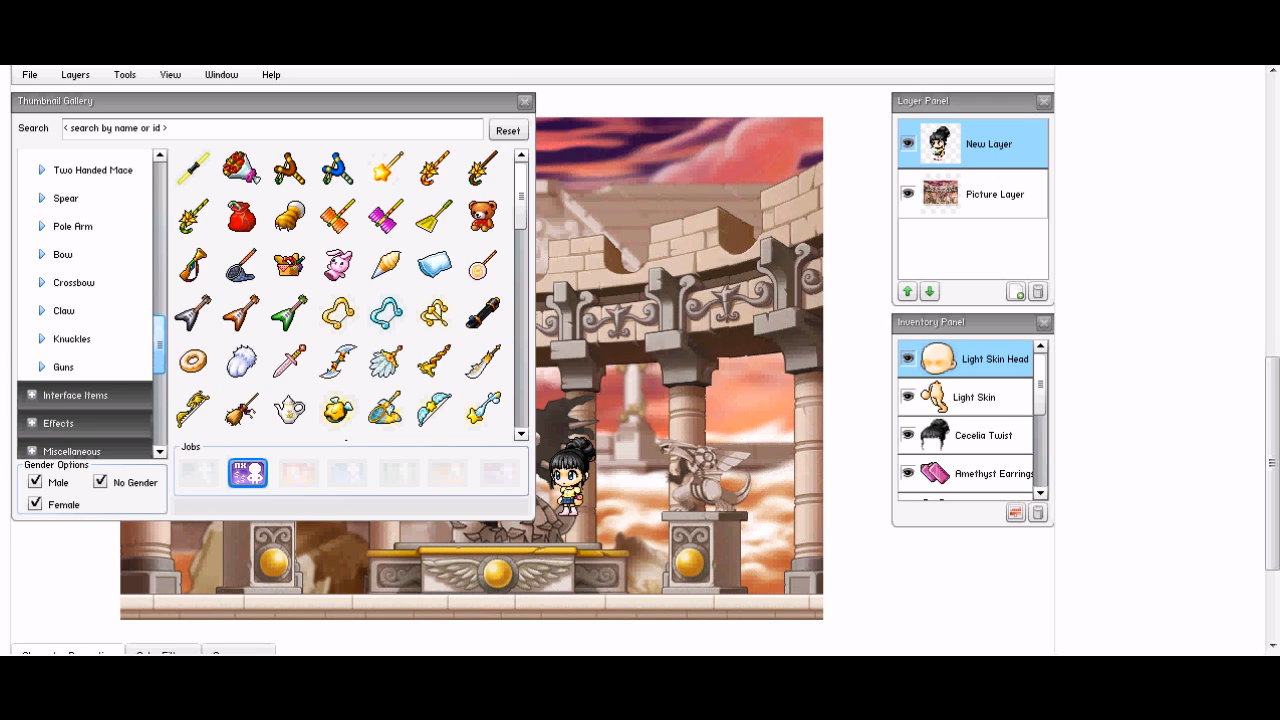 File Layers Tools View Window Help
Thumbnail Gallery
Search < search by name or id > Reset
Two Handed Mace
Spear
Pole Arm
Bow
Crossbow
Claw
Knuckles
Guns
Interface Items
Effects
Miscellaneous
Gender Options
Male No Gender
Female
Jobs
NX
Layer Panel
New Layer
Picture Layer
Inventory Panel
Light Skin Head
Light Skin
Cecelia Twist
Amethyst Earrings